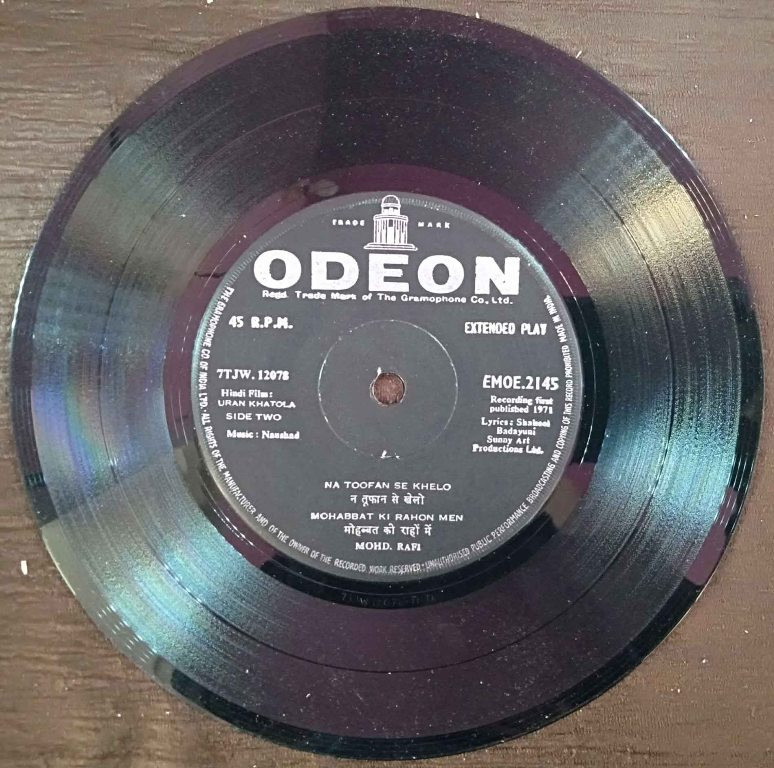 TRADE MARK
ODEON
Regd. Trade Mark of The Gramophone Co., Ltd.
45 R.P.M.
EXTENDED PLAY
7TJW. 12078
Hindi Film:
URAN KHATOLA
SIDE TWO
Music : Naushad
EMOE.2145
Recording first
published 1971
Lyrics : Shakeel
Badayuni
Sunny Art
Productions Ltd.
NA TOOFAN SE KHELO
न तूफान से खेलो
MOHABBAT KI RAHON MEN
मोहब्बत की राहों में
MOHD. RAFI
THE GRAMOPHONE CO. OF INDIA LTD. · ALL RIGHTS OF THE MANUFACTURER AND OF THE OWNER OF THE RECORDED WORK RESERVED · UNAUTHORISED PUBLIC PERFORMANCE BROADCASTING AND COPYING OF THIS RECORD PROHIBITED MADE IN INDIA.